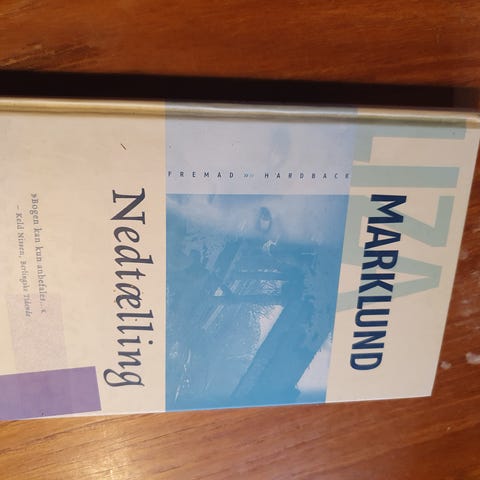 LIZA
MARKLUND
FREMAD »» HARDBACK
Nedtælling
»Bogen kan kun anbefales...«
– Keld Nissen, Berlingske Tidende